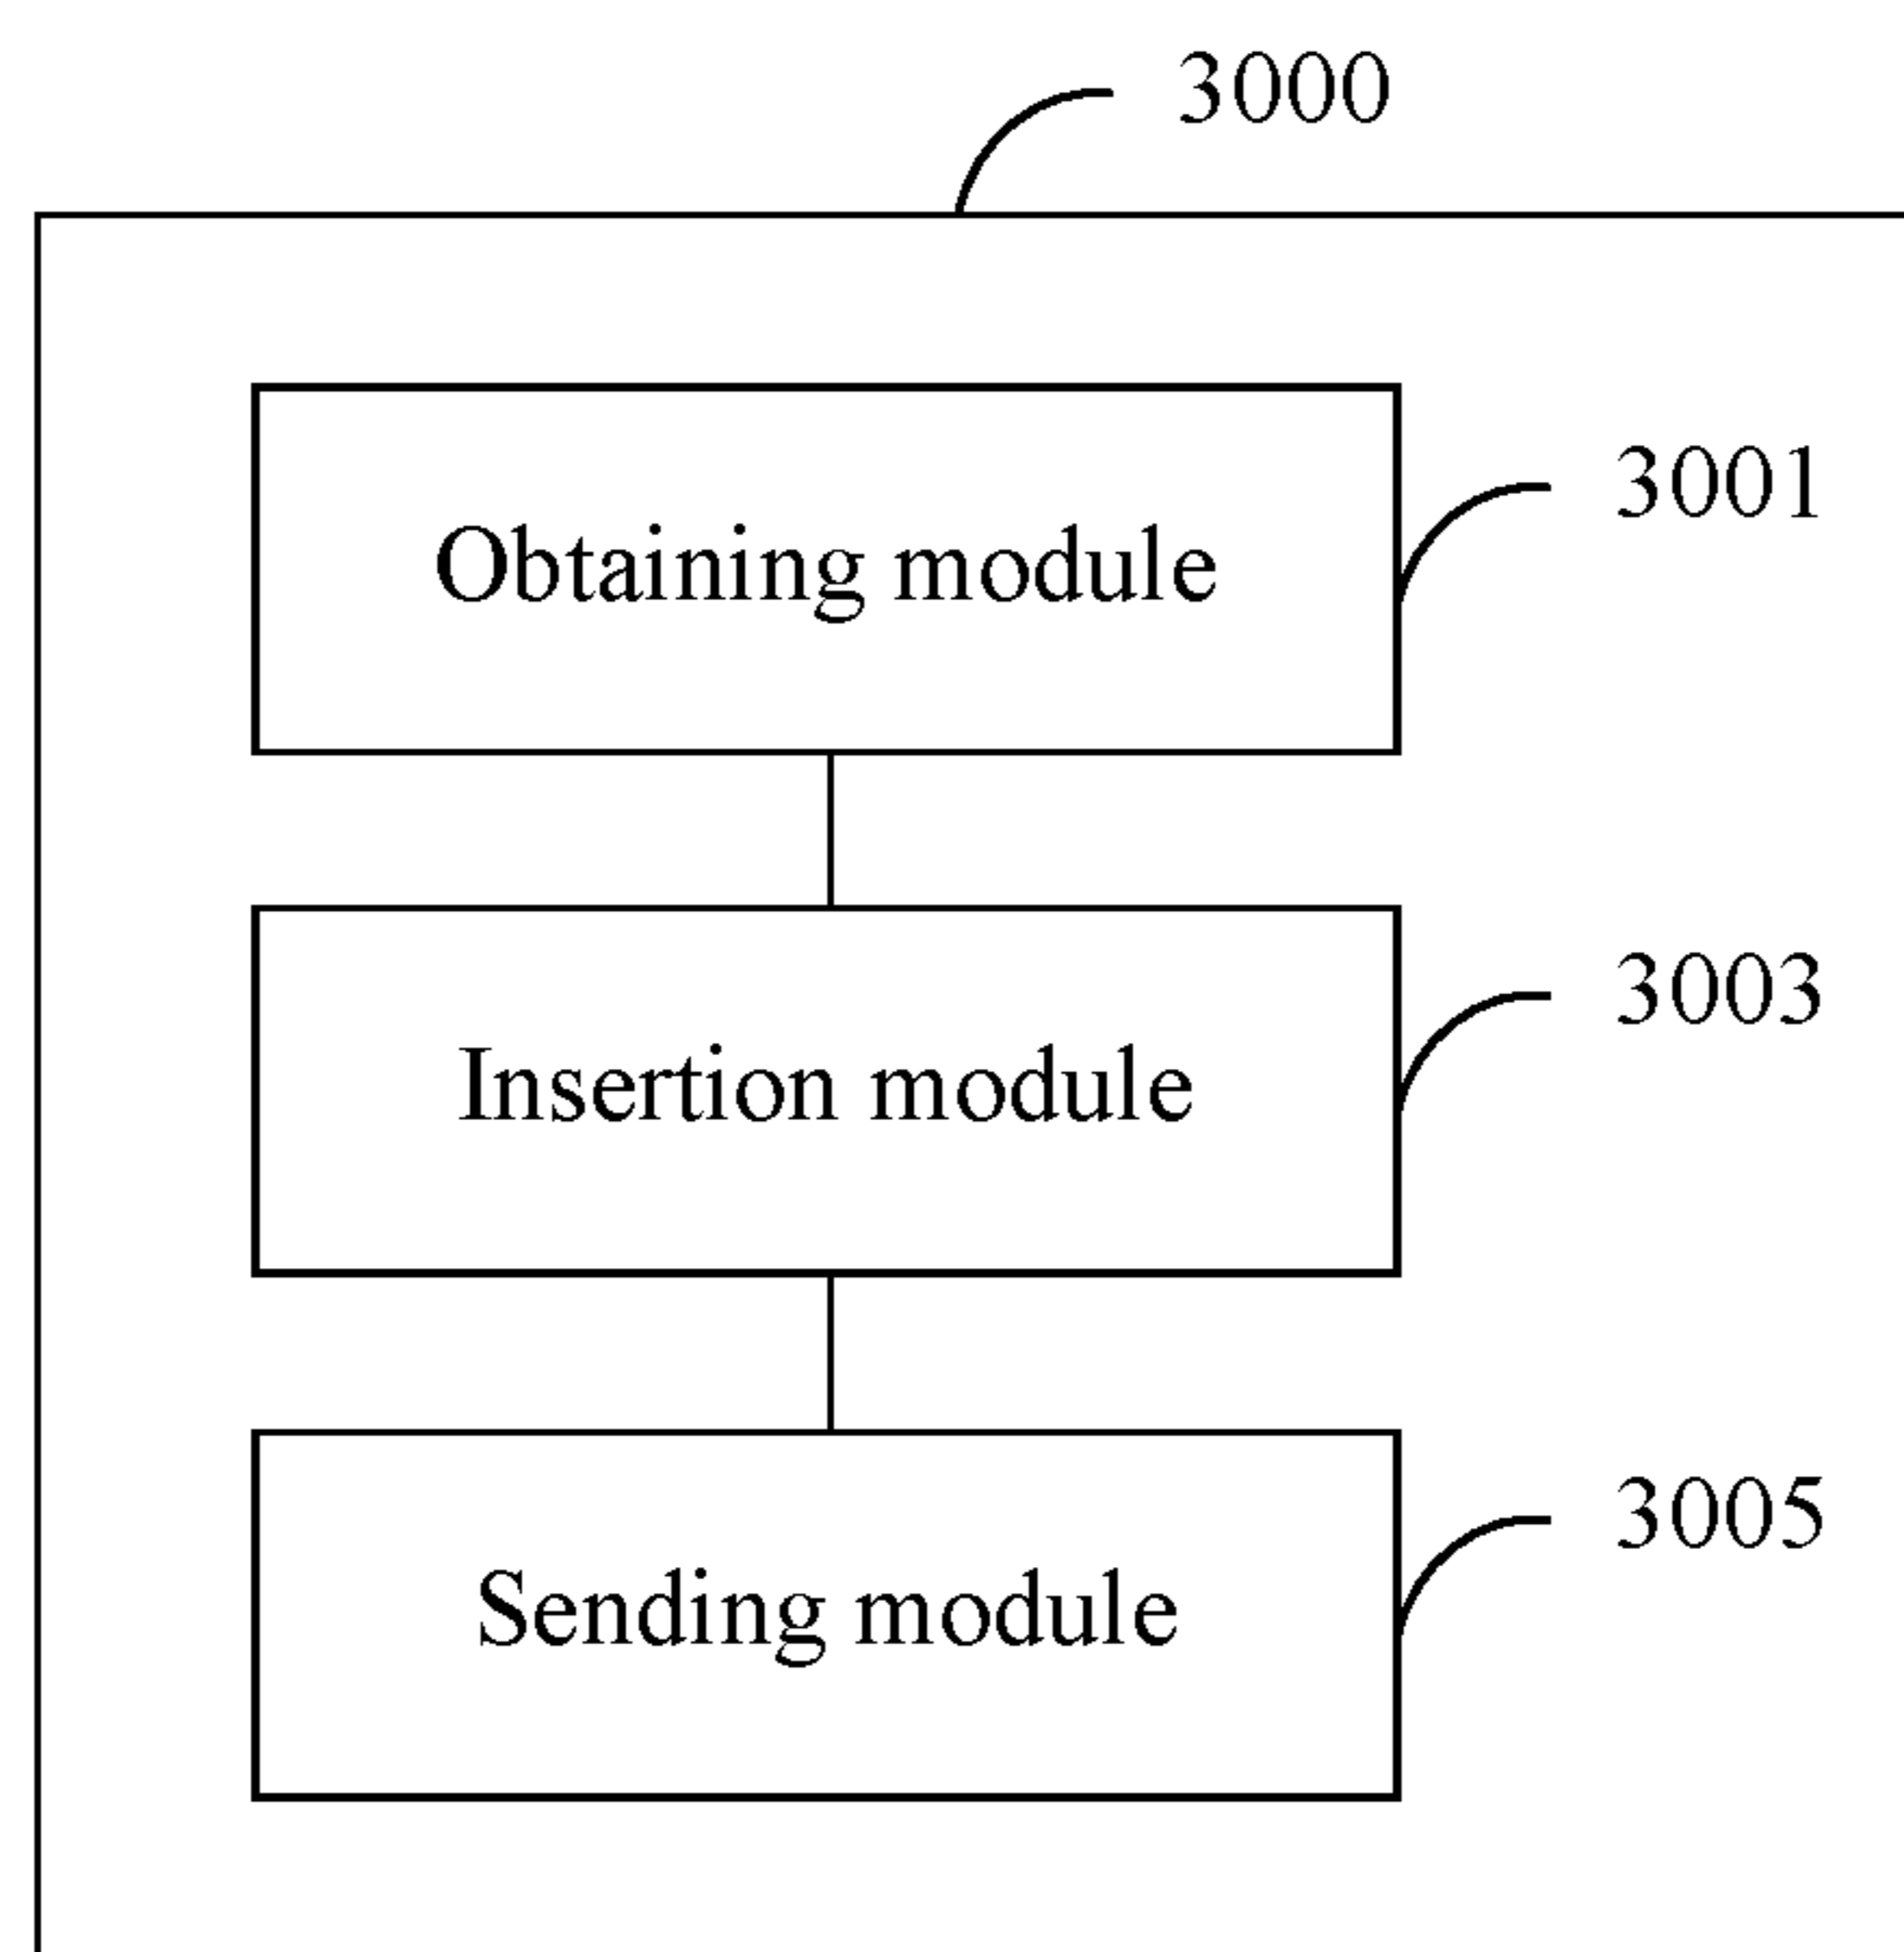 3000
Obtaining module
3001
Insertion module
3003
Sending module
3005